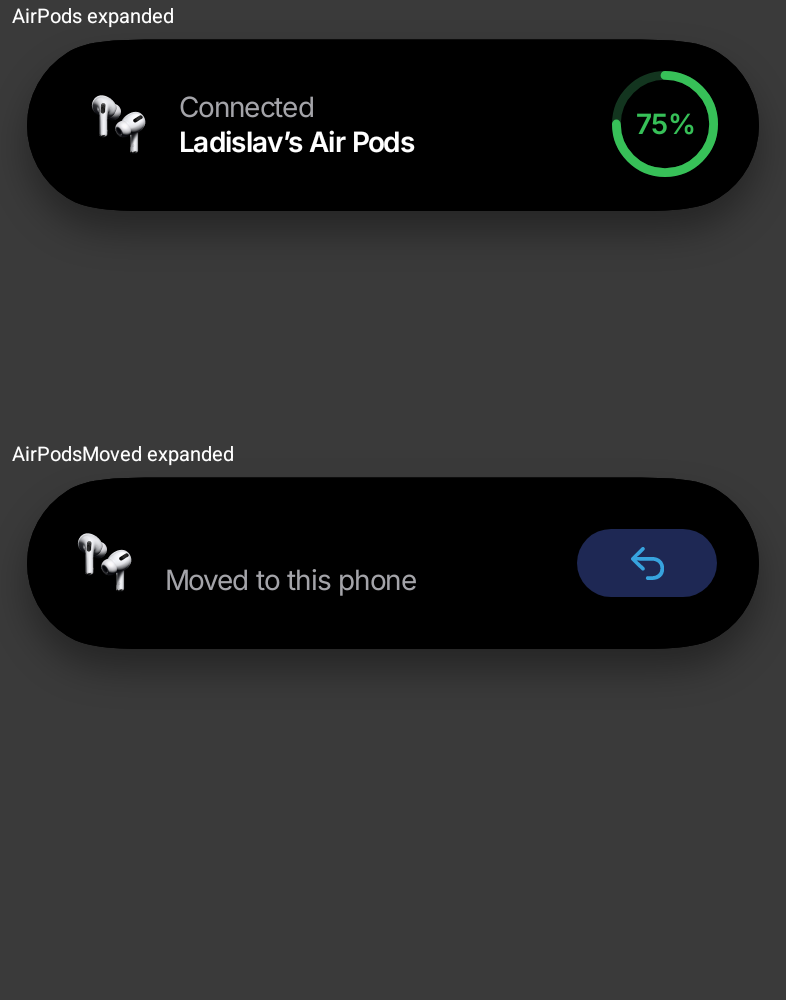 AirPods expanded
Connected
Ladislav’s Air Pods
75%
AirPodsMoved expanded
Moved to this phone